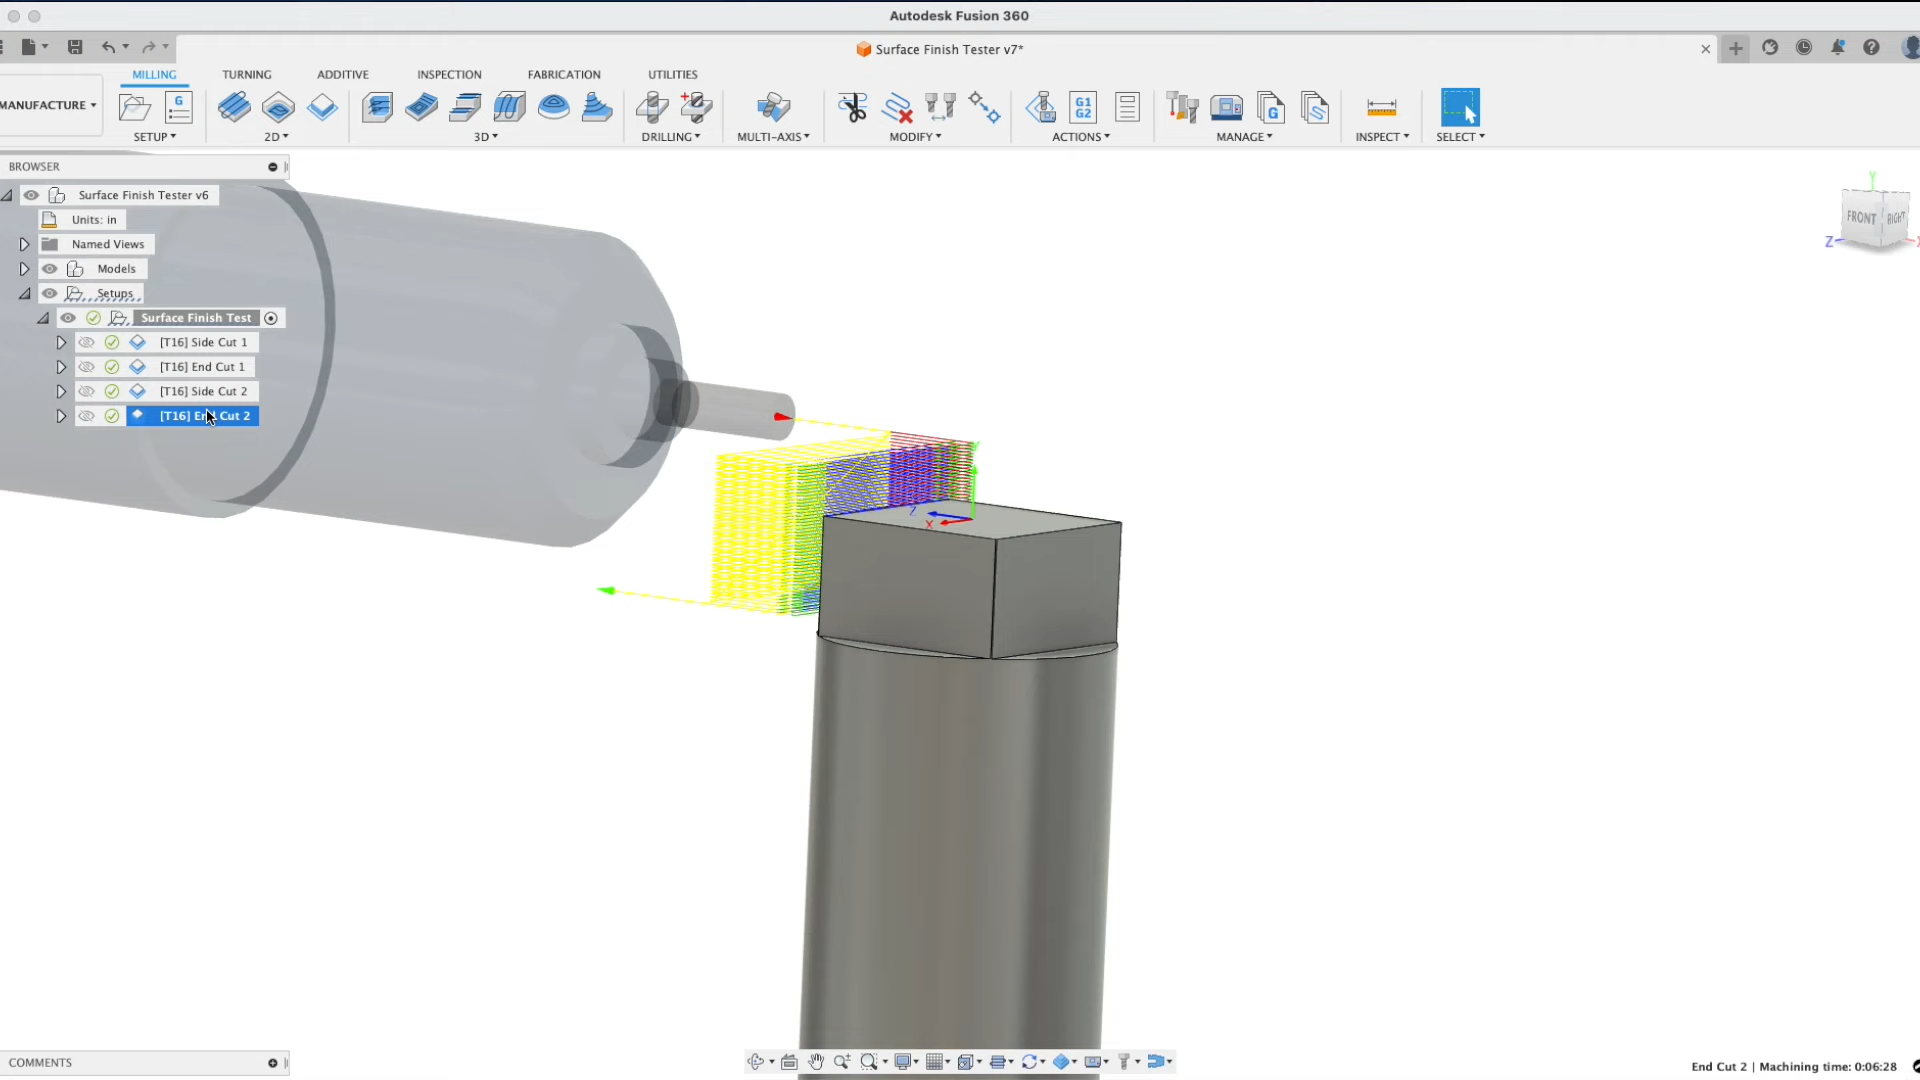 Autodesk Fusion 360
Surface Finish Tester v7*
MILLING TURNING ADDITIVE INSPECTION FABRICATION UTILITIES
MANUFACTURE
G
G1
G2
G
SETUP 2D 3D DRILLING MULTI-AXIS MODIFY ACTIONS MANAGE INSPECT SELECT
BROWSER
Surface Finish Tester v6
Units: in
Named Views
Models
Setups
Surface Finish Test
[T16] Side Cut 1
[T16] End Cut 1
[T16] Side Cut 2
[T16] End Cut 2
Y
FRONT RIGHT
Z X
Y
Z
X
COMMENTS
End Cut 2 | Machining time: 0:06:28